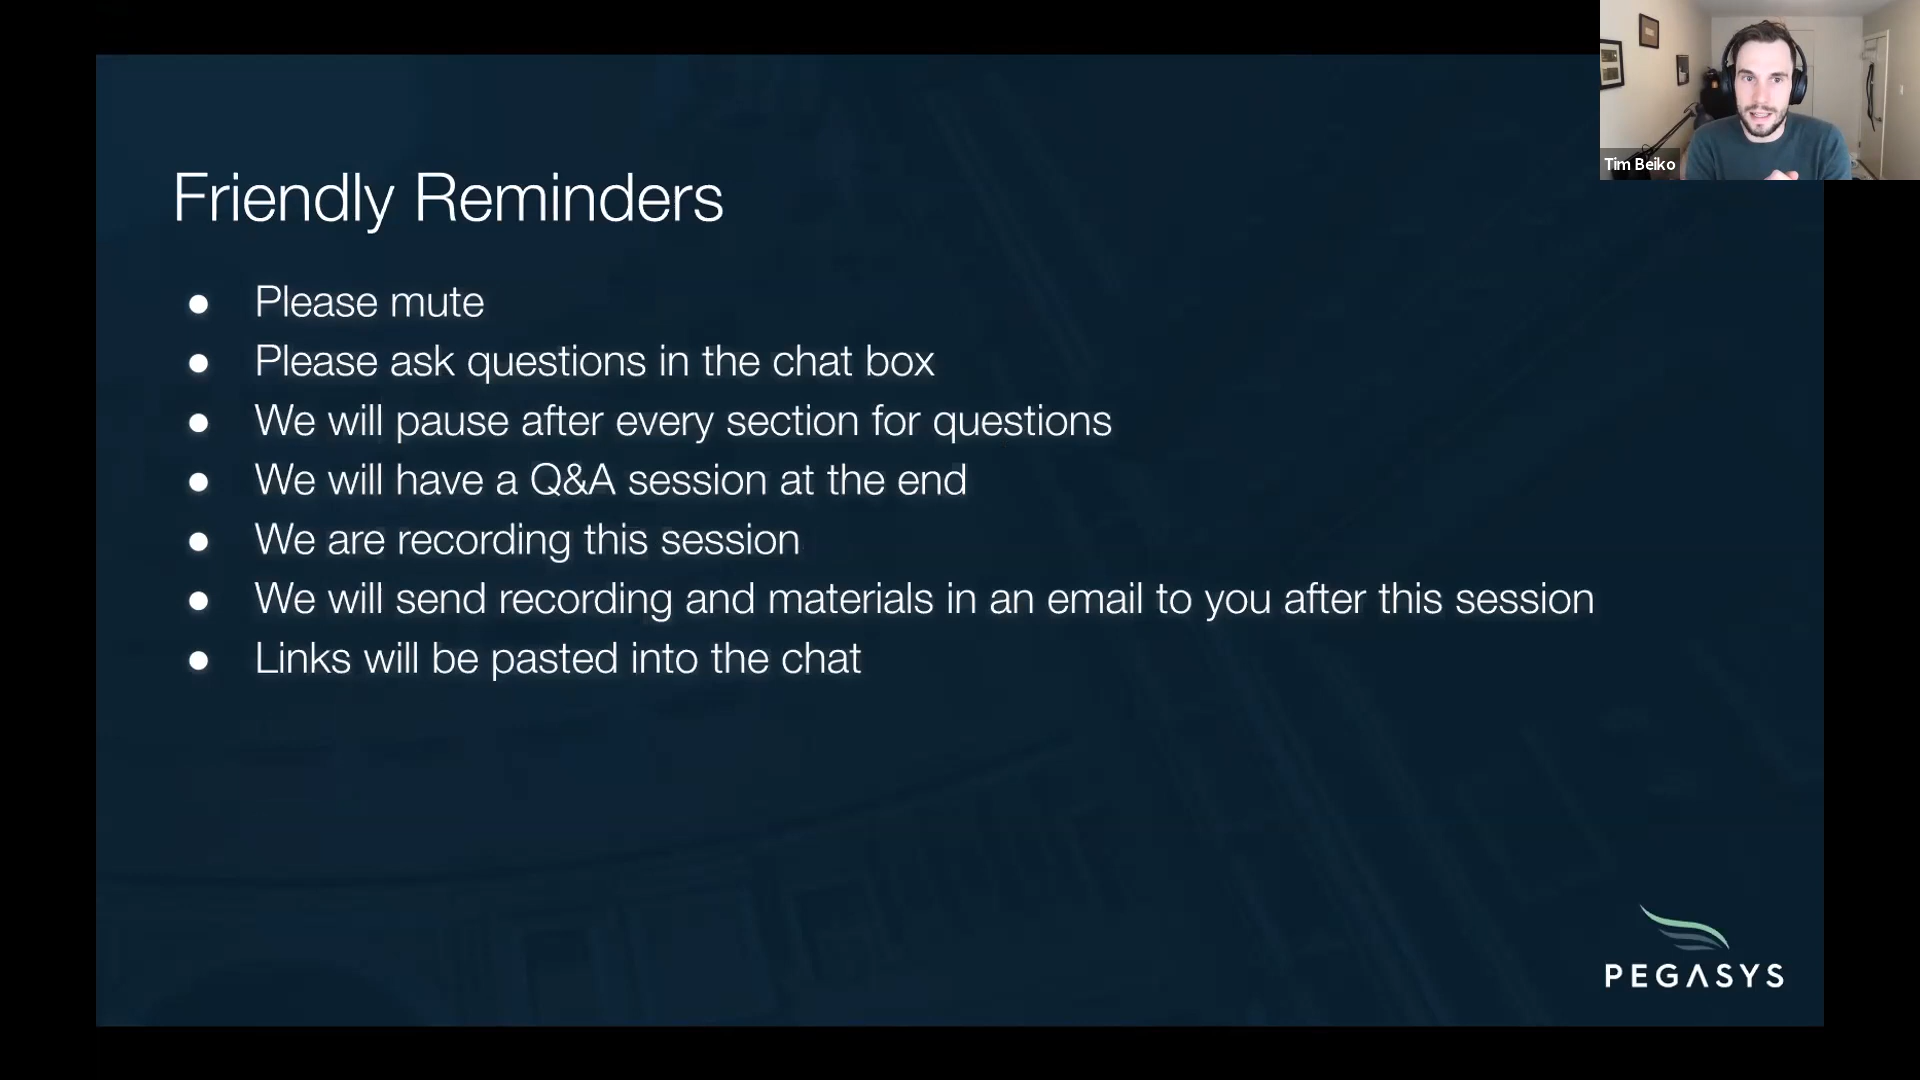 Tim Beiko
Friendly Reminders
● Please mute
● Please ask questions in the chat box
● We will pause after every section for questions
● We will have a Q&A session at the end
● We are recording this session
● We will send recording and materials in an email to you after this session
● Links will be pasted into the chat
PEGASYS